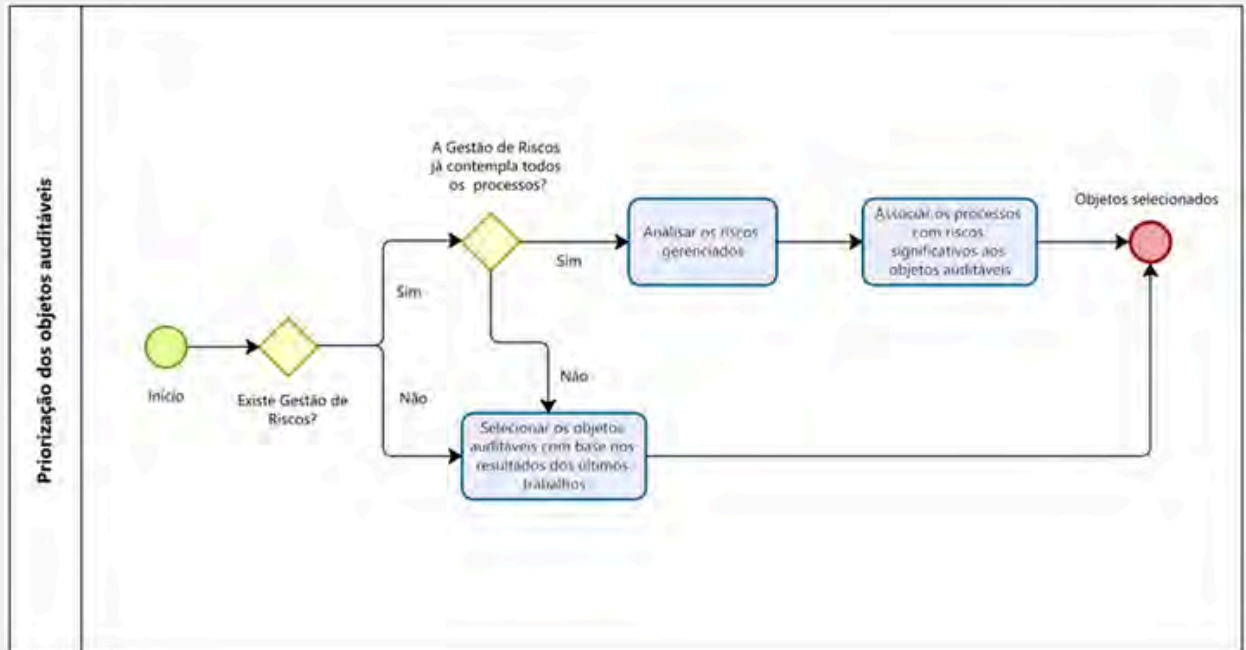 Priorização dos objetos auditáveis
A Gestão de Riscos
já contempla todos
os processos?
Sim
Analisar os riscos
gerenciados
Associar os processos
com riscos
significativos aos
objetos auditáveis
Objetos selecionados
Sim
Início
Existe Gestão de
Riscos?
Não
Não
Selecionar os objetos
auditáveis com base nos
resultados dos últimos
trabalhos